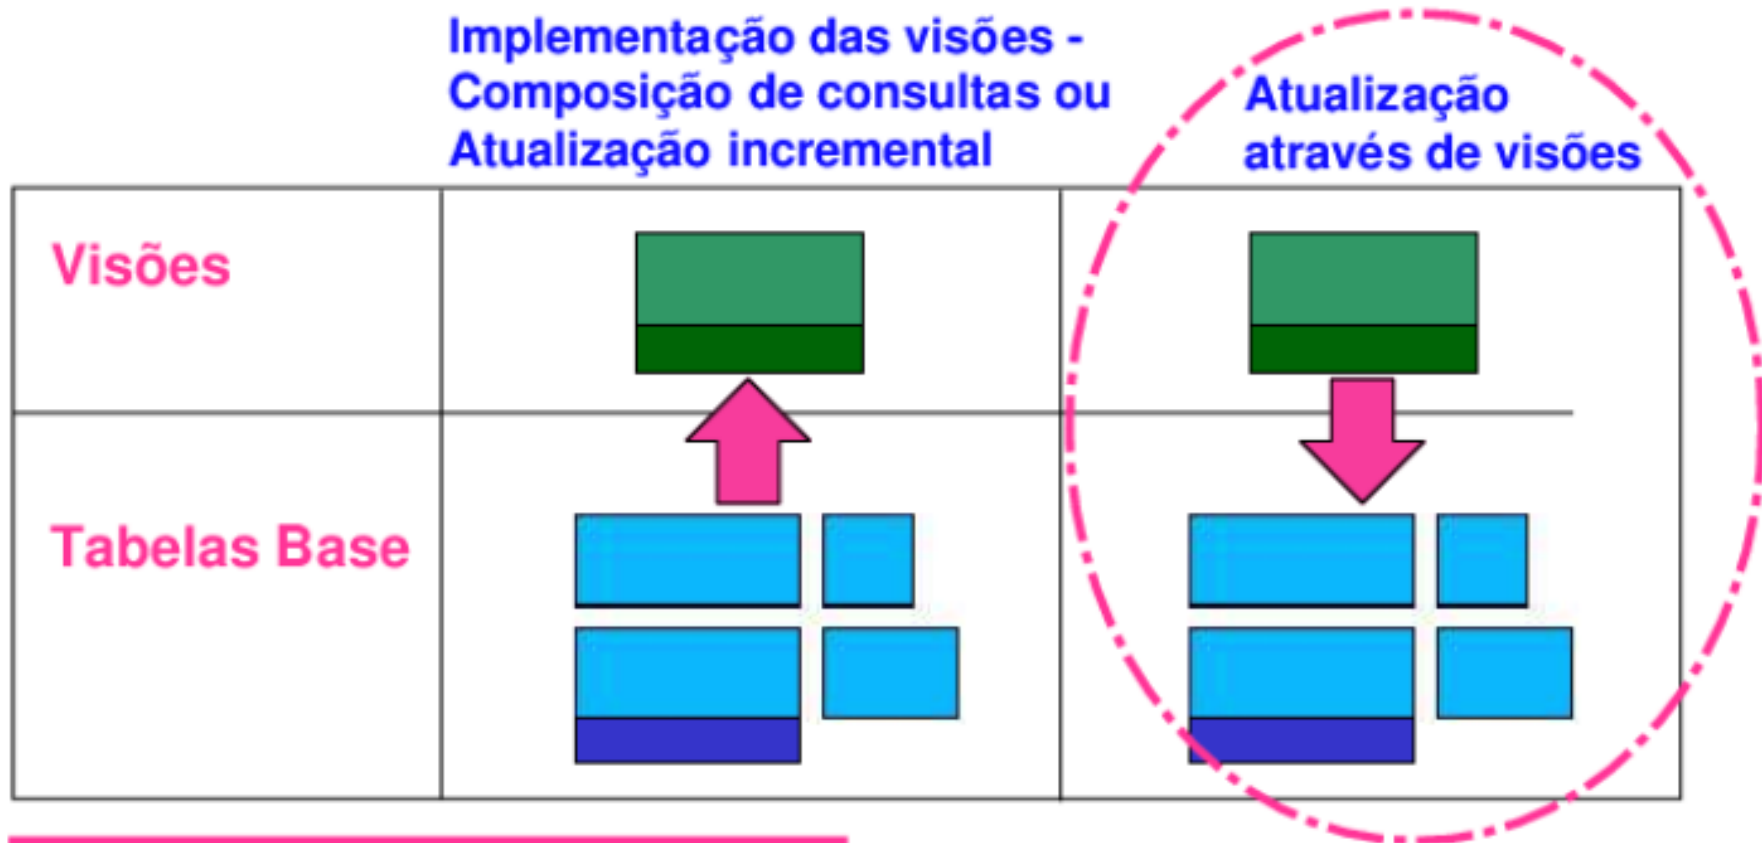 Implementação das visões -
Composição de consultas ou
Atualização incremental
Atualização
através de visões
Visões
Tabelas Base